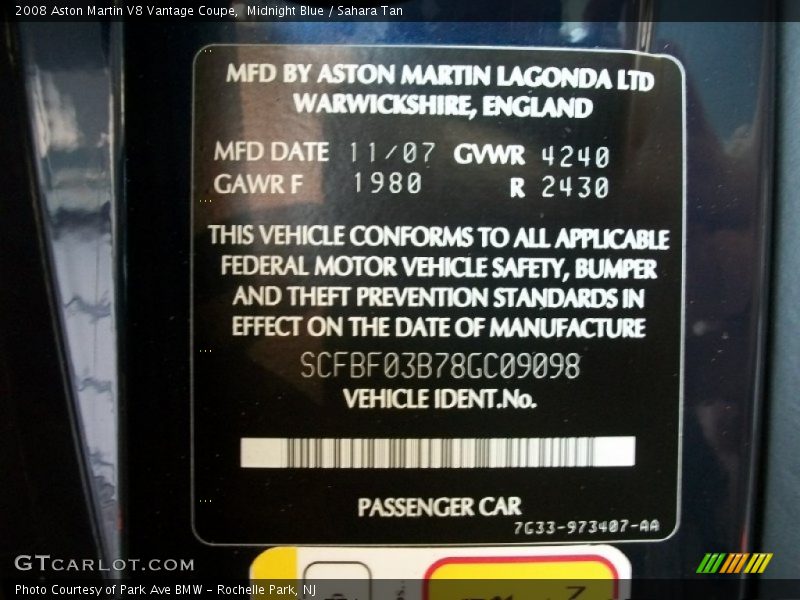 2008 Aston Martin V8 Vantage Coupe,  Midnight Blue / Sahara Tan
MFD BY ASTON MARTIN LAGONDA LTD
WARWICKSHIRE, ENGLAND
MFD DATE 11/07 GVWR 4240
GAWR F 1980 R 2430
THIS VEHICLE CONFORMS TO ALL APPLICABLE
FEDERAL MOTOR VEHICLE SAFETY, BUMPER
AND THEFT PREVENTION STANDARDS IN
EFFECT ON THE DATE OF MANUFACTURE
SCFBF03B78GC09098
VEHICLE IDENT.No.
PASSENGER CAR
7G33-973407-AA
GTCARLOT.COM
Photo Courtesy of Park Ave BMW - Rochelle Park, NJ